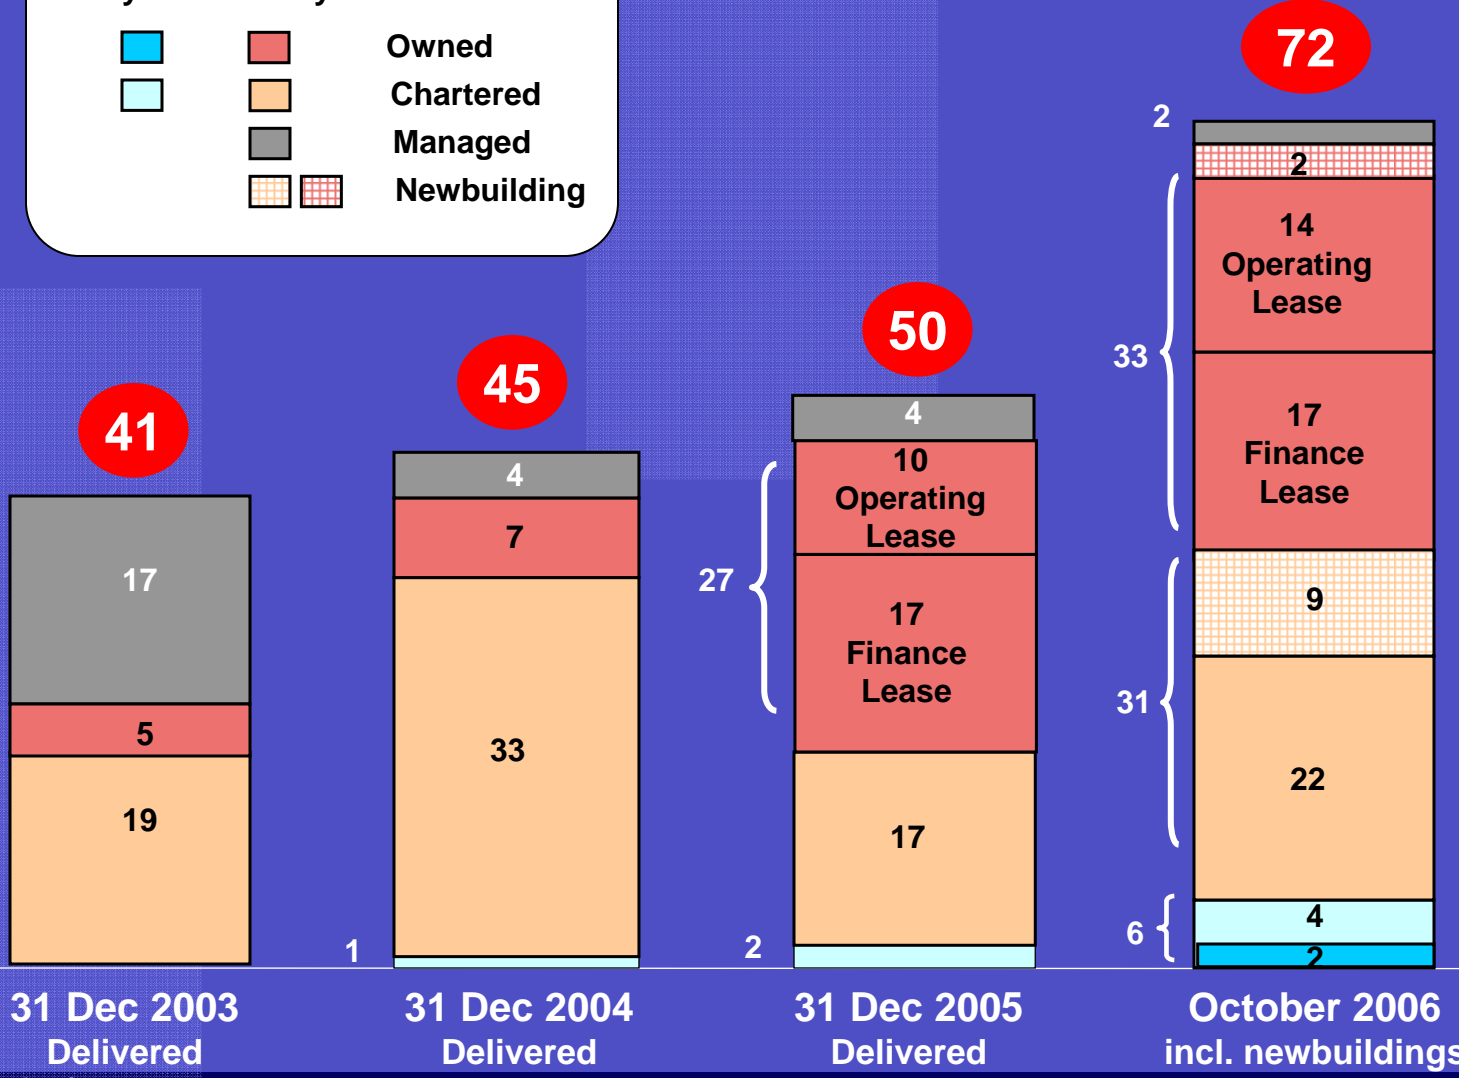 Owned
Chartered
Managed
Newbuilding
41
17
5
19
31 Dec 2003
Delivered
45
4
7
33
1
31 Dec 2004
Delivered
50
4
10
Operating
Lease
27
17
Finance
Lease
17
2
31 Dec 2005
Delivered
72
2
2
14
Operating
Lease
33
17
Finance
Lease
9
31
22
4
6
2
October 2006
incl. newbuildings